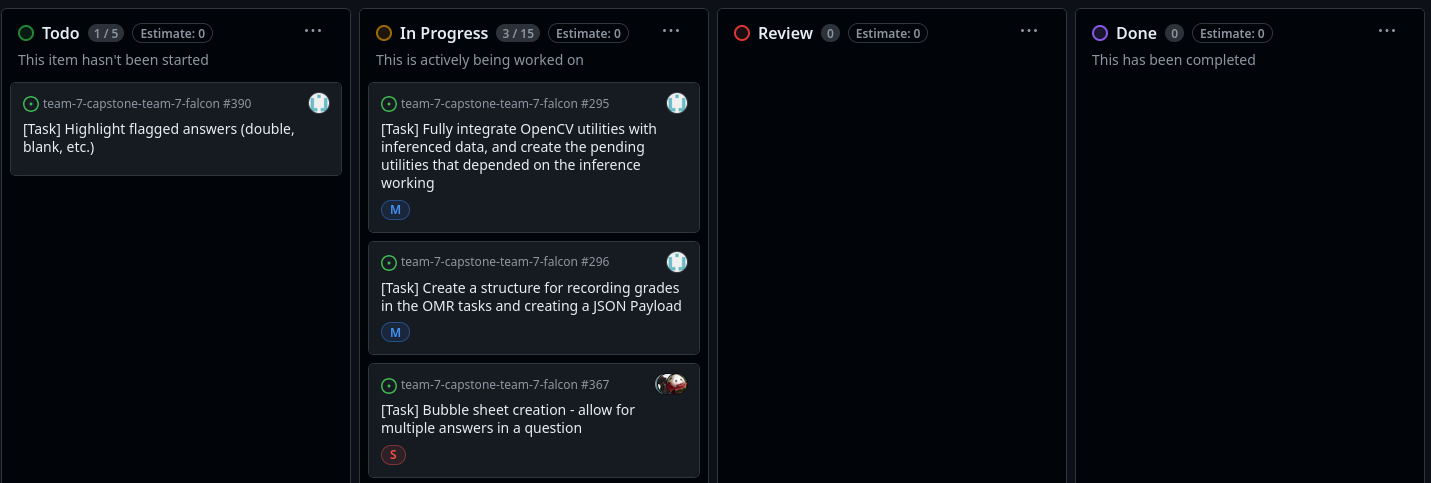 Todo 1 / 5 Estimate: 0 ...
This item hasn't been started
team-7-capstone-team-7-falcon #390
[Task] Highlight flagged answers (double,
blank, etc.)
In Progress 3 / 15 Estimate: 0 ...
This is actively being worked on
team-7-capstone-team-7-falcon #295
[Task] Fully integrate OpenCV utilities with
inferenced data, and create the pending
utilities that depended on the inference
working
M
team-7-capstone-team-7-falcon #296
[Task] Create a structure for recording grades
in the OMR tasks and creating a JSON Payload
M
team-7-capstone-team-7-falcon #367
[Task] Bubble sheet creation - allow for
multiple answers in a question
S
Review 0 Estimate: 0 ...
Done 0 Estimate: 0 ...
This has been completed